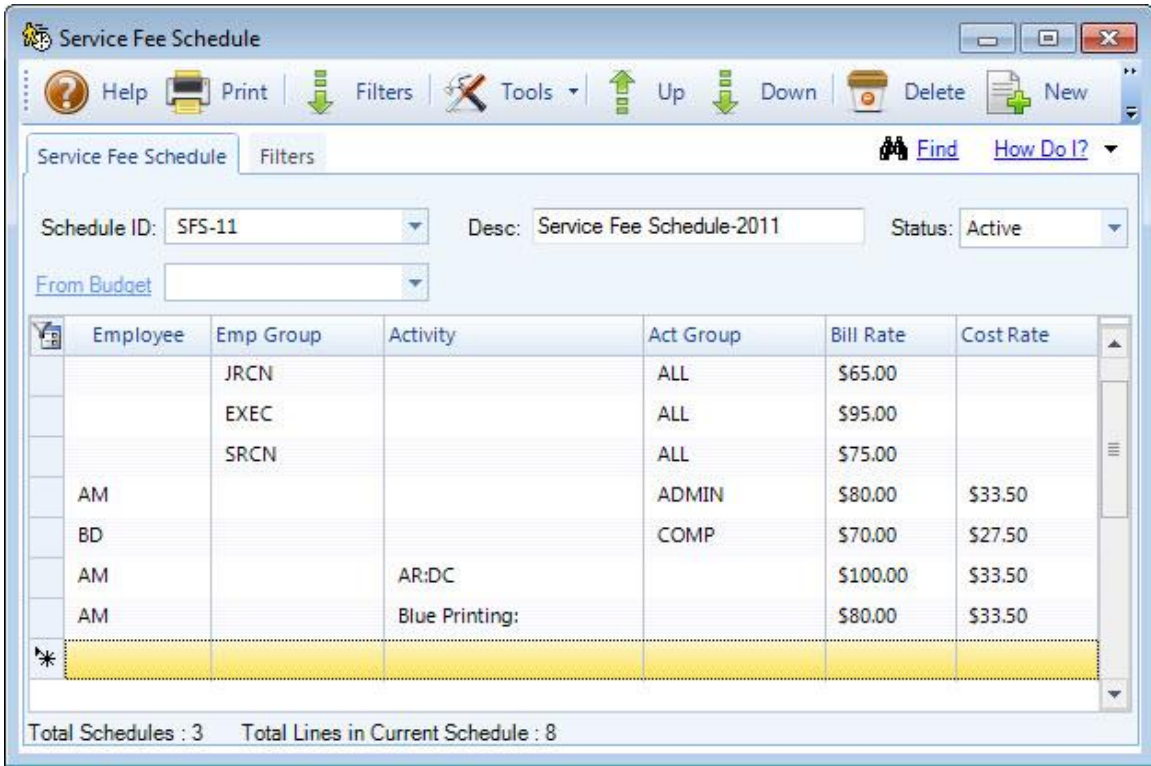 Service Fee Schedule
Help Print Filters Tools Up Down Delete New
Service Fee Schedule Filters Find How Do I?
Schedule ID: SFS-11 Desc: Service Fee Schedule-2011 Status: Active
From Budget
Employee Emp Group Activity Act Group Bill Rate Cost Rate
JRCN ALL $65.00
EXEC ALL $95.00
SRCN ALL $75.00
AM ADMIN $80.00 $33.50
BD COMP $70.00 $27.50
AM AR:DC $100.00 $33.50
AM Blue Printing: $80.00 $33.50
Total Schedules : 3 Total Lines in Current Schedule : 8